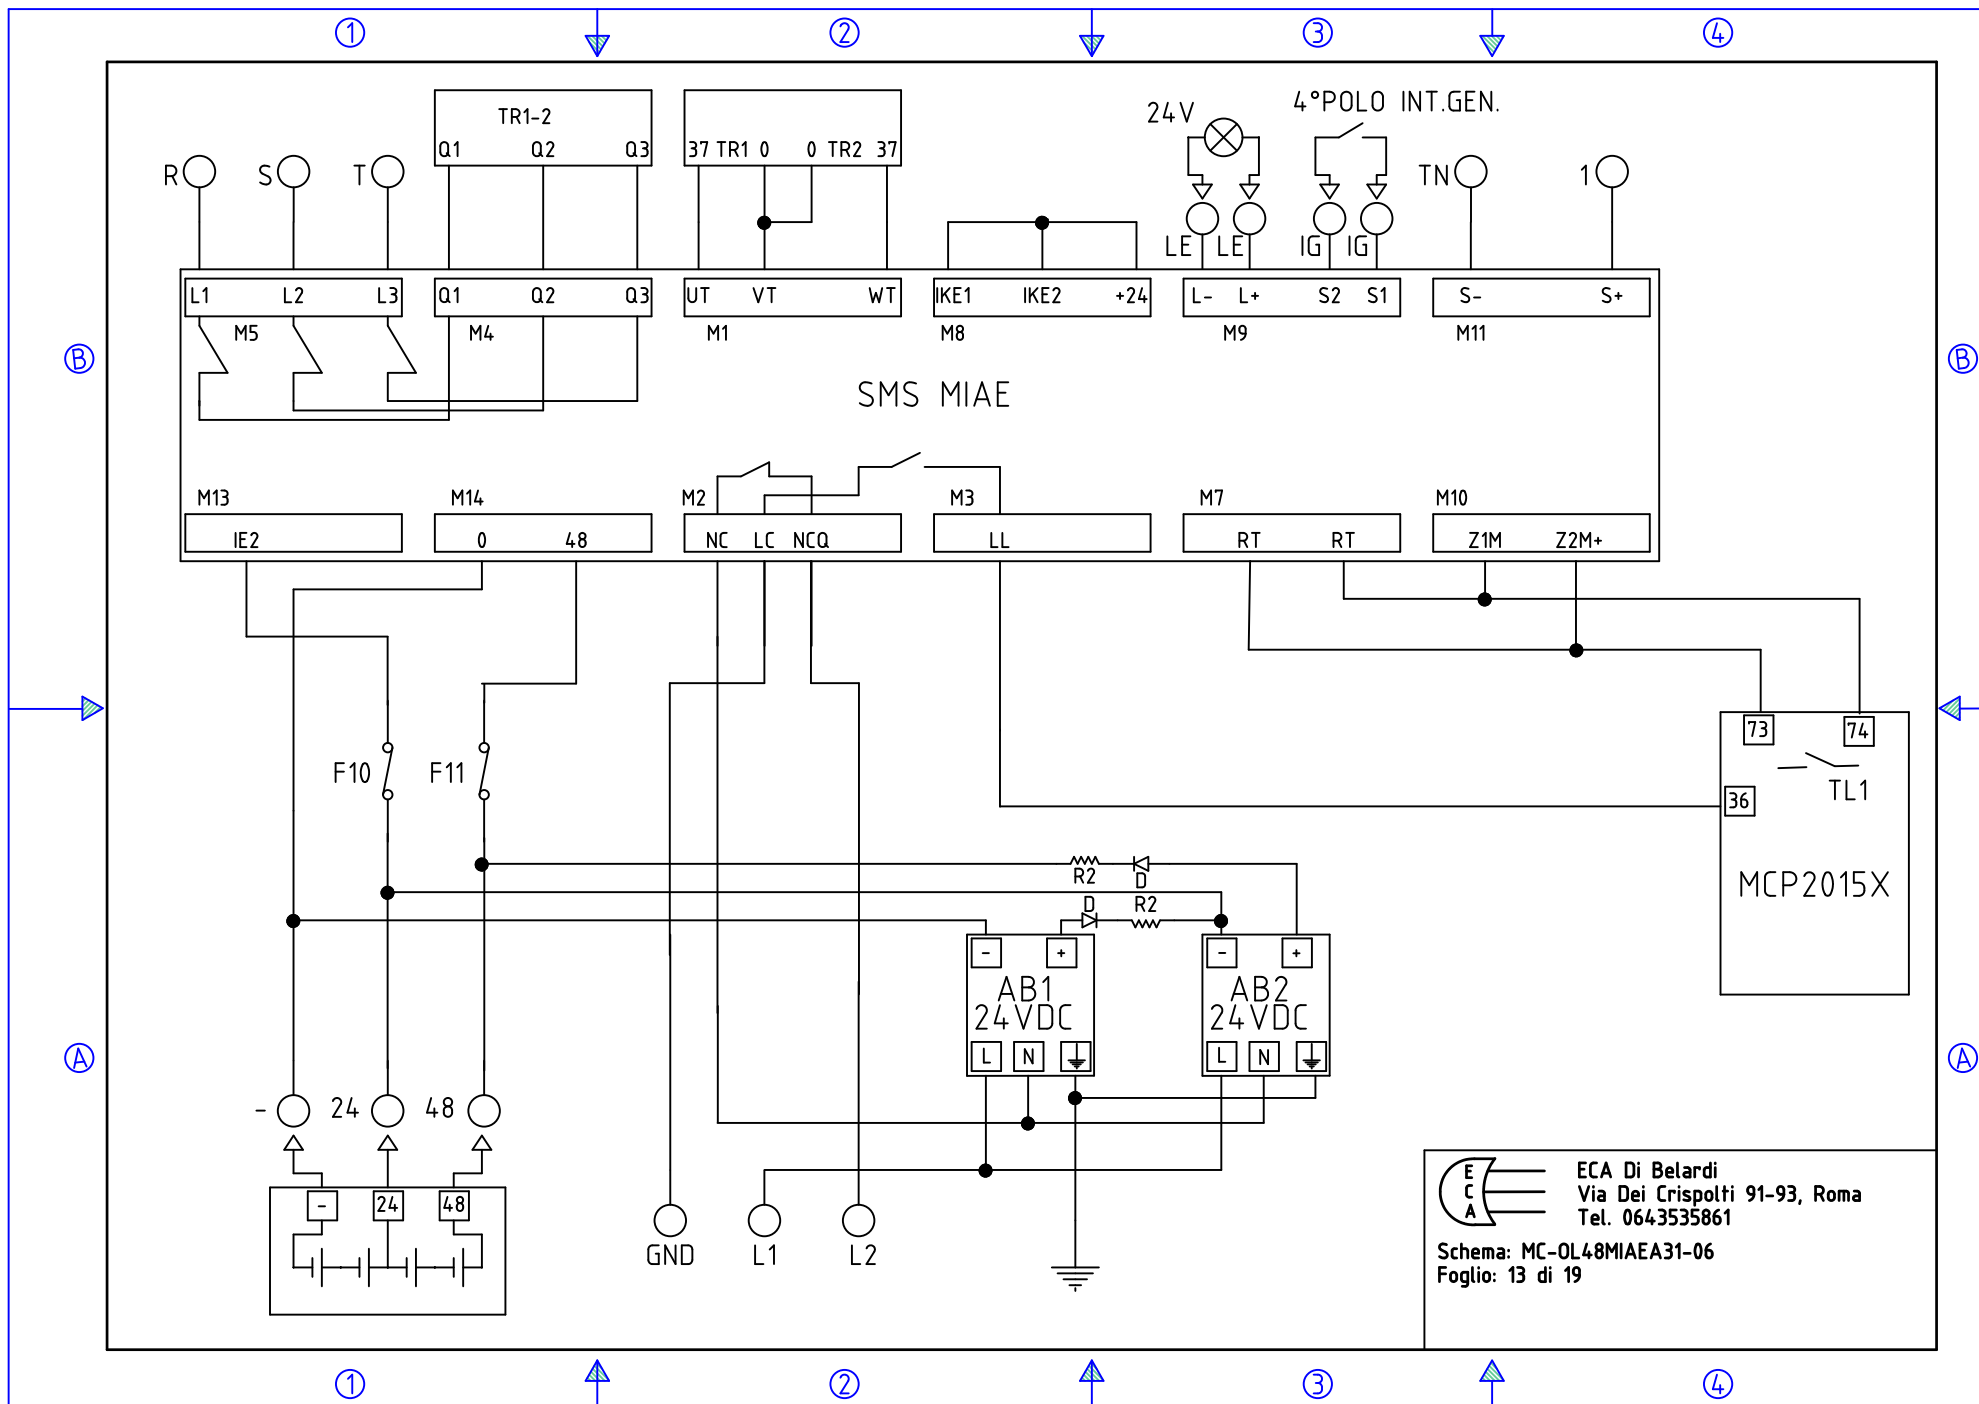 1 2 3 4
TR1-2
Q1 Q2 Q3
37 TR1 0 0 TR2 37
24V
4°POLO INT.GEN.
R S T
TN 1
LE LE IG IG
L1 L2 L3
Q1 Q2 Q3
UT VT WT
IKE1 IKE2 +24
L- L+ S2 S1
S- S+
M5 M4 M1 M8 M9 M11
B B
SMS MIAE
M13 M14 M2 M3 M7 M10
IE2
0 48
NC LC NCQ
LL
RT RT
Z1M Z2M+
73 74
F10 F11
TL1
36
R2 D
MCP2015X
D R2
- + - +
AB1
24VDC
AB2
24VDC
L N L N
A A
- 24 48
- 24 48
GND L1 L2
E
C
A
ECA Di Belardi
Via Dei Crispolti 91-93, Roma
Tel. 0643535861
Schema: MC-OL48MIAEA31-06
Foglio: 13 di 19
1 2 3 4